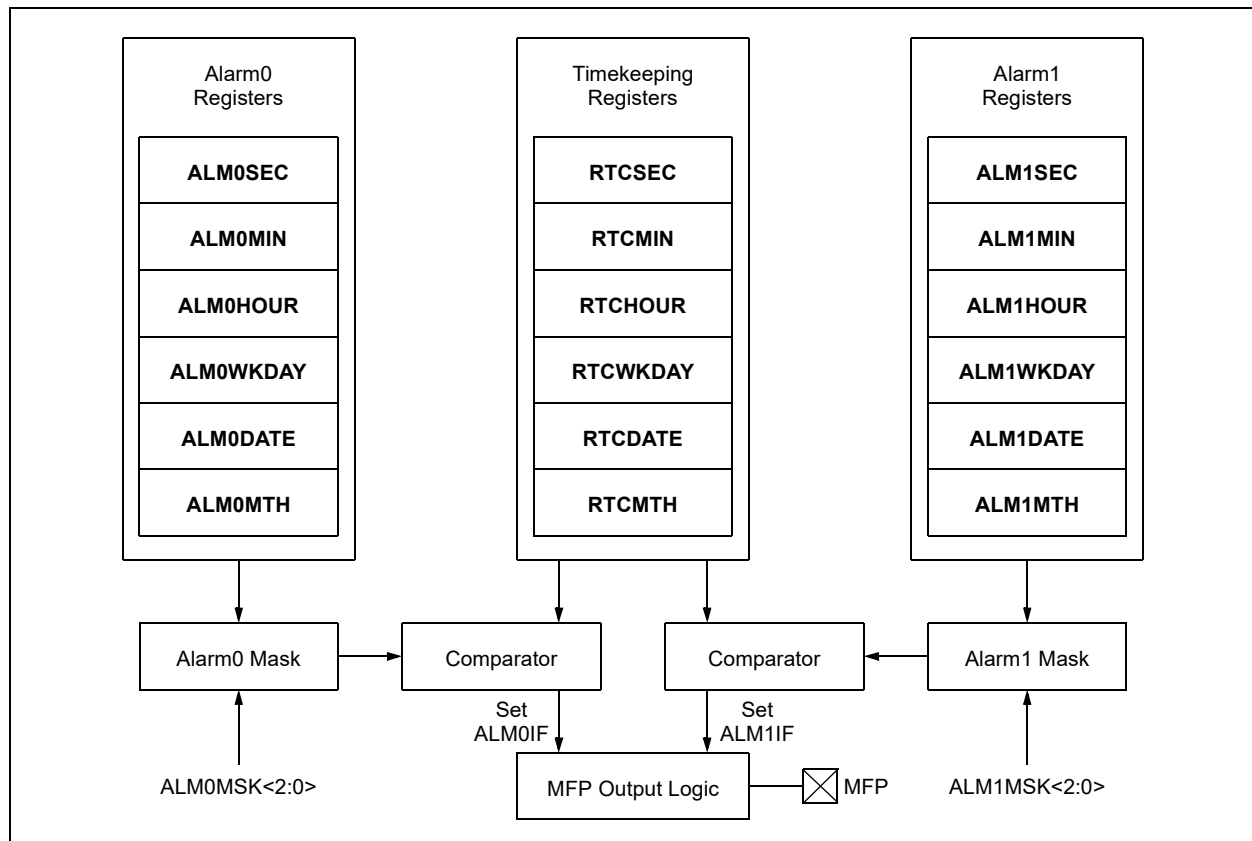 Alarm0
Registers
ALM0SEC
ALM0MIN
ALM0HOUR
ALM0WKDAY
ALM0DATE
ALM0MTH
Timekeeping
Registers
RTCSEC
RTCMIN
RTCHOUR
RTCWKDAY
RTCDATE
RTCMTH
Alarm1
Registers
ALM1SEC
ALM1MIN
ALM1HOUR
ALM1WKDAY
ALM1DATE
ALM1MTH
Alarm0 Mask
Comparator
Comparator
Alarm1 Mask
Set
ALM0IF
Set
ALM1IF
ALM0MSK<2:0>
MFP Output Logic
MFP
ALM1MSK<2:0>